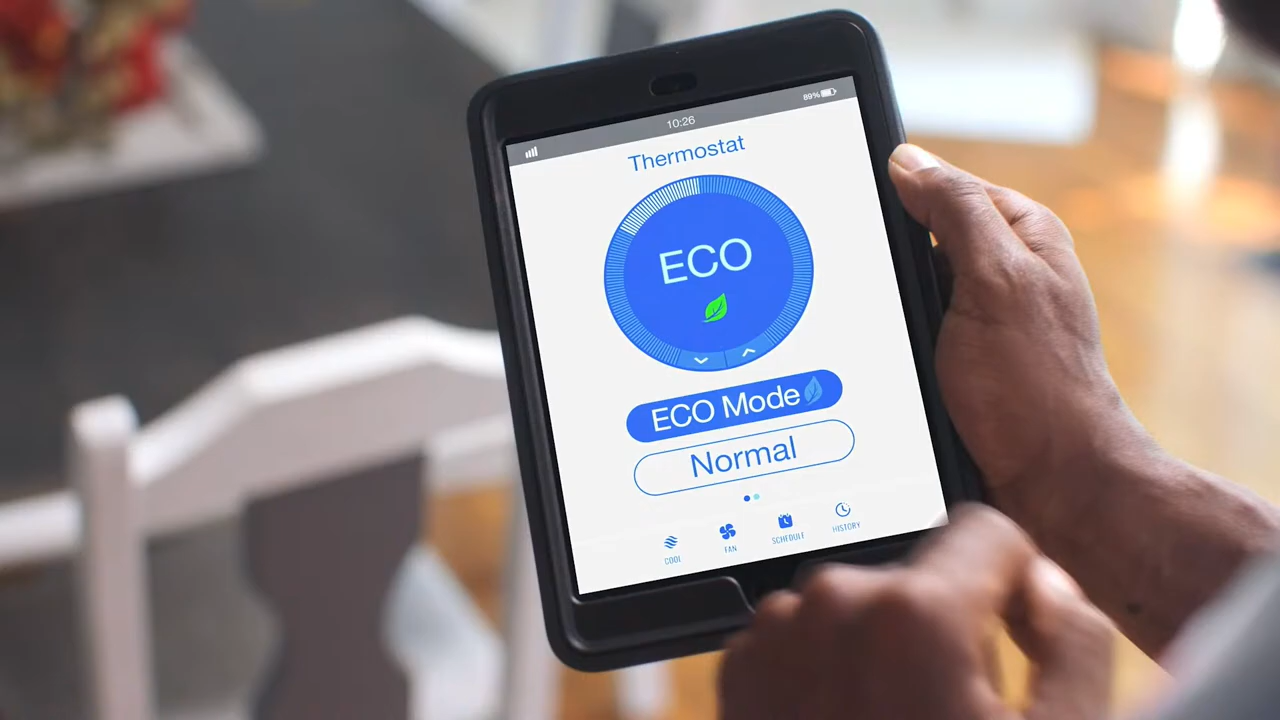 10:26
89%
Thermostat
ECO
ECO Mode
Normal
COOL
FAN
SCHEDULE
HISTORY